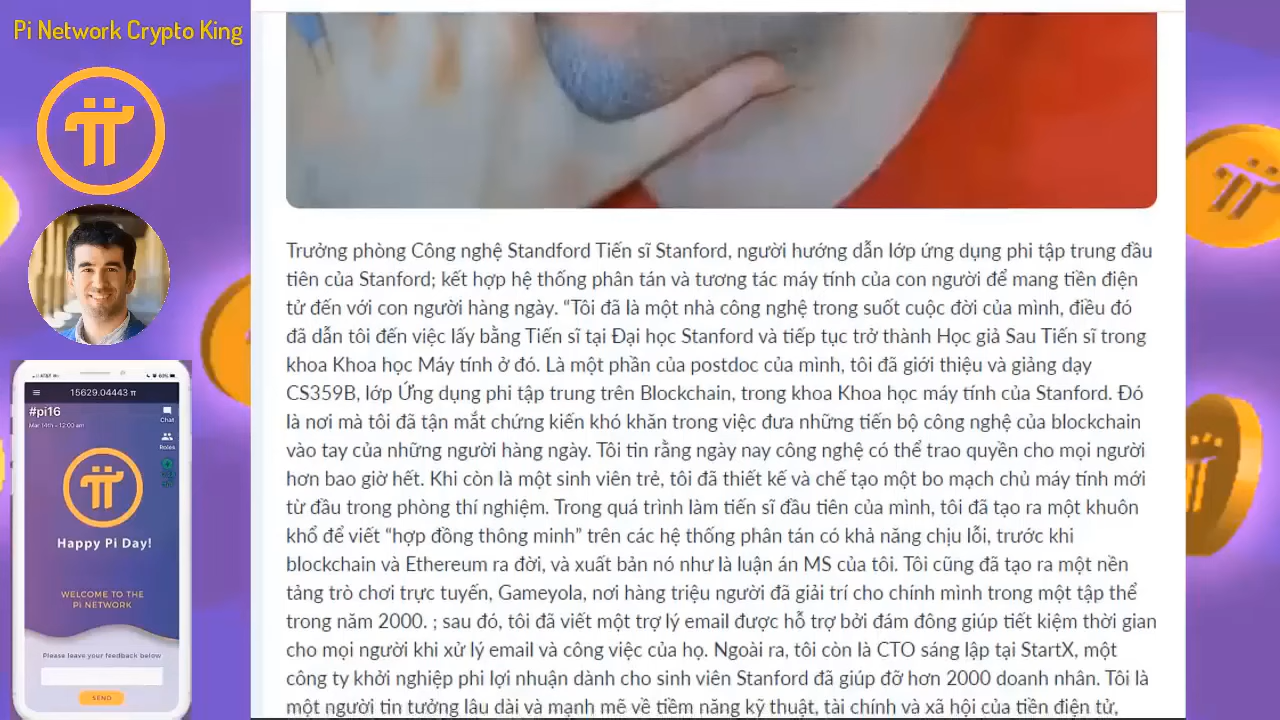 Pi Network Crypto King
15629.04443 π
#pi16
Mar 14th - 12:00 am
Chat
Roles
Happy Pi Day!
WELCOME TO THE
PI NETWORK
Please leave your feedback below
SEND
Trưởng phòng Công nghệ Standford Tiến sĩ Stanford, người hướng dẫn lớp ứng dụng phi tập trung đầu
tiên của Stanford; kết hợp hệ thống phân tán và tương tác máy tính của con người để mang tiền điện
tử đến với con người hàng ngay. “Tôi đã là một nhà công nghệ trong suốt cuộc đời của mình, điều đó
đã dẫn tôi đến việc lấy bằng Tiến sĩ tại Đại học Stanford và tiếp tục trở thành Học giả Sau Tiến sĩ trong
khoa Khoa học Máy tính ở đó. Là một phần của postdoc của mình, tôi đã giới thiệu và giảng dạy
CS359B, lớp Ứng dụng phi tập trung trên Blockchain, trong khoa Khoa học máy tính của Stanford. Đó
là nơi mà tôi đã tận mắt chứng kiến khó khăn trong việc đưa những tiến bộ công nghệ của blockchain
vào tay của những người hàng ngày. Tôi tin rằng ngày nay công nghệ có thể trao quyền cho mọi người
hơn bao giờ hết. Khi còn là một sinh viên trẻ, tôi đã thiết kế và chế tạo một bo mạch chủ máy tính mới
từ đầu trong phòng thí nghiệm. Trong quá trình làm tiến sĩ đầu tiên của mình, tôi đã tạo ra một khuôn
khổ để viết “hợp đồng thông minh” trên các hệ thống phân tán có khả năng chịu lỗi, trước khi
blockchain và Ethereum ra đời, và xuất bản nó như là luận án MS của tôi. Tôi cũng đã tạo ra một nền
tảng trò chơi trực tuyến, Gameyola, nơi hàng triệu người đã giải trí cho chính mình trong một tập thể
trong năm 2000. ; sau đó, tôi đã viết một trợ lý email được hỗ trợ bởi đám đông giúp tiết kiệm thời gian
cho mọi người khi xử lý email và công việc của họ. Ngoài ra, tôi còn là CTO sáng lập tại StartX, một
công ty khởi nghiệp phi lợi nhuận dành cho sinh viên Stanford đã giúp đỡ hơn 2000 doanh nhân. Tôi là
một người tin tưởng lâu dài và mạnh mẽ về tiềm năng kỹ thuật, tài chính và xã hội của tiền điện tử,